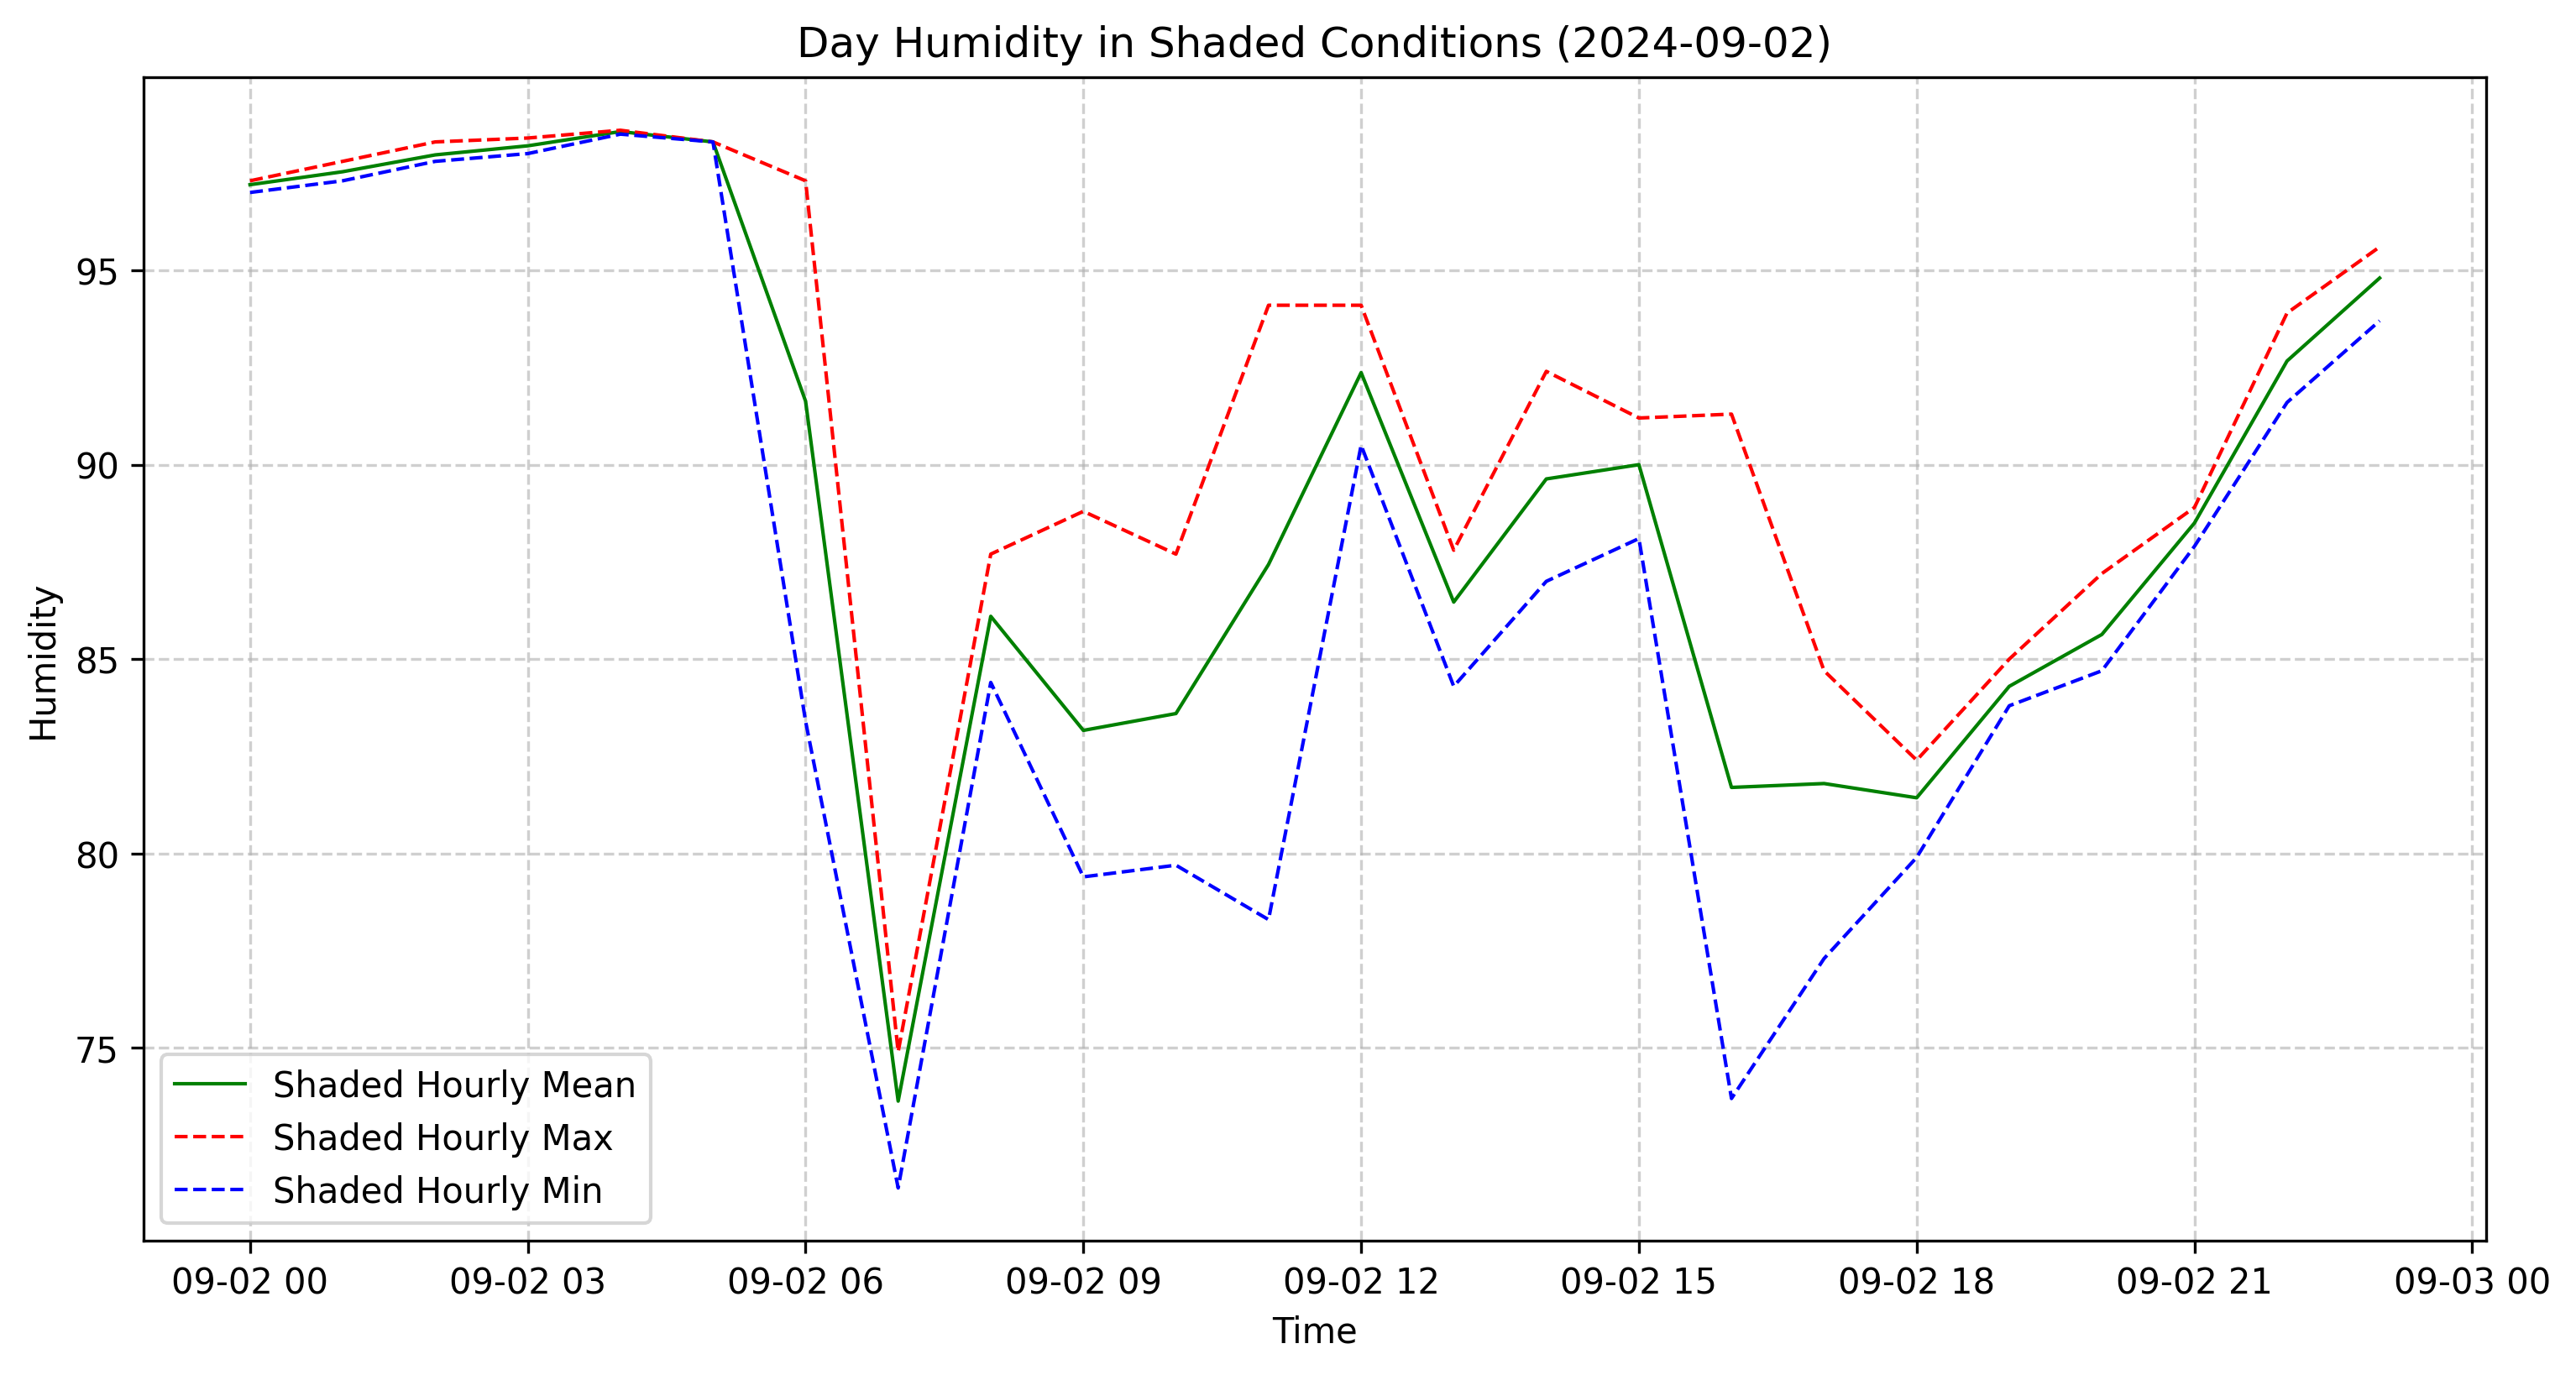 Day Humidity in Shaded Conditions (2024-09-02)
Humidity
95
90
85
80
75
Shaded Hourly Mean
Shaded Hourly Max
Shaded Hourly Min
09-02 00 09-02 03 09-02 06 09-02 09 09-02 12 09-02 15 09-02 18 09-02 21 09-03 00
Time